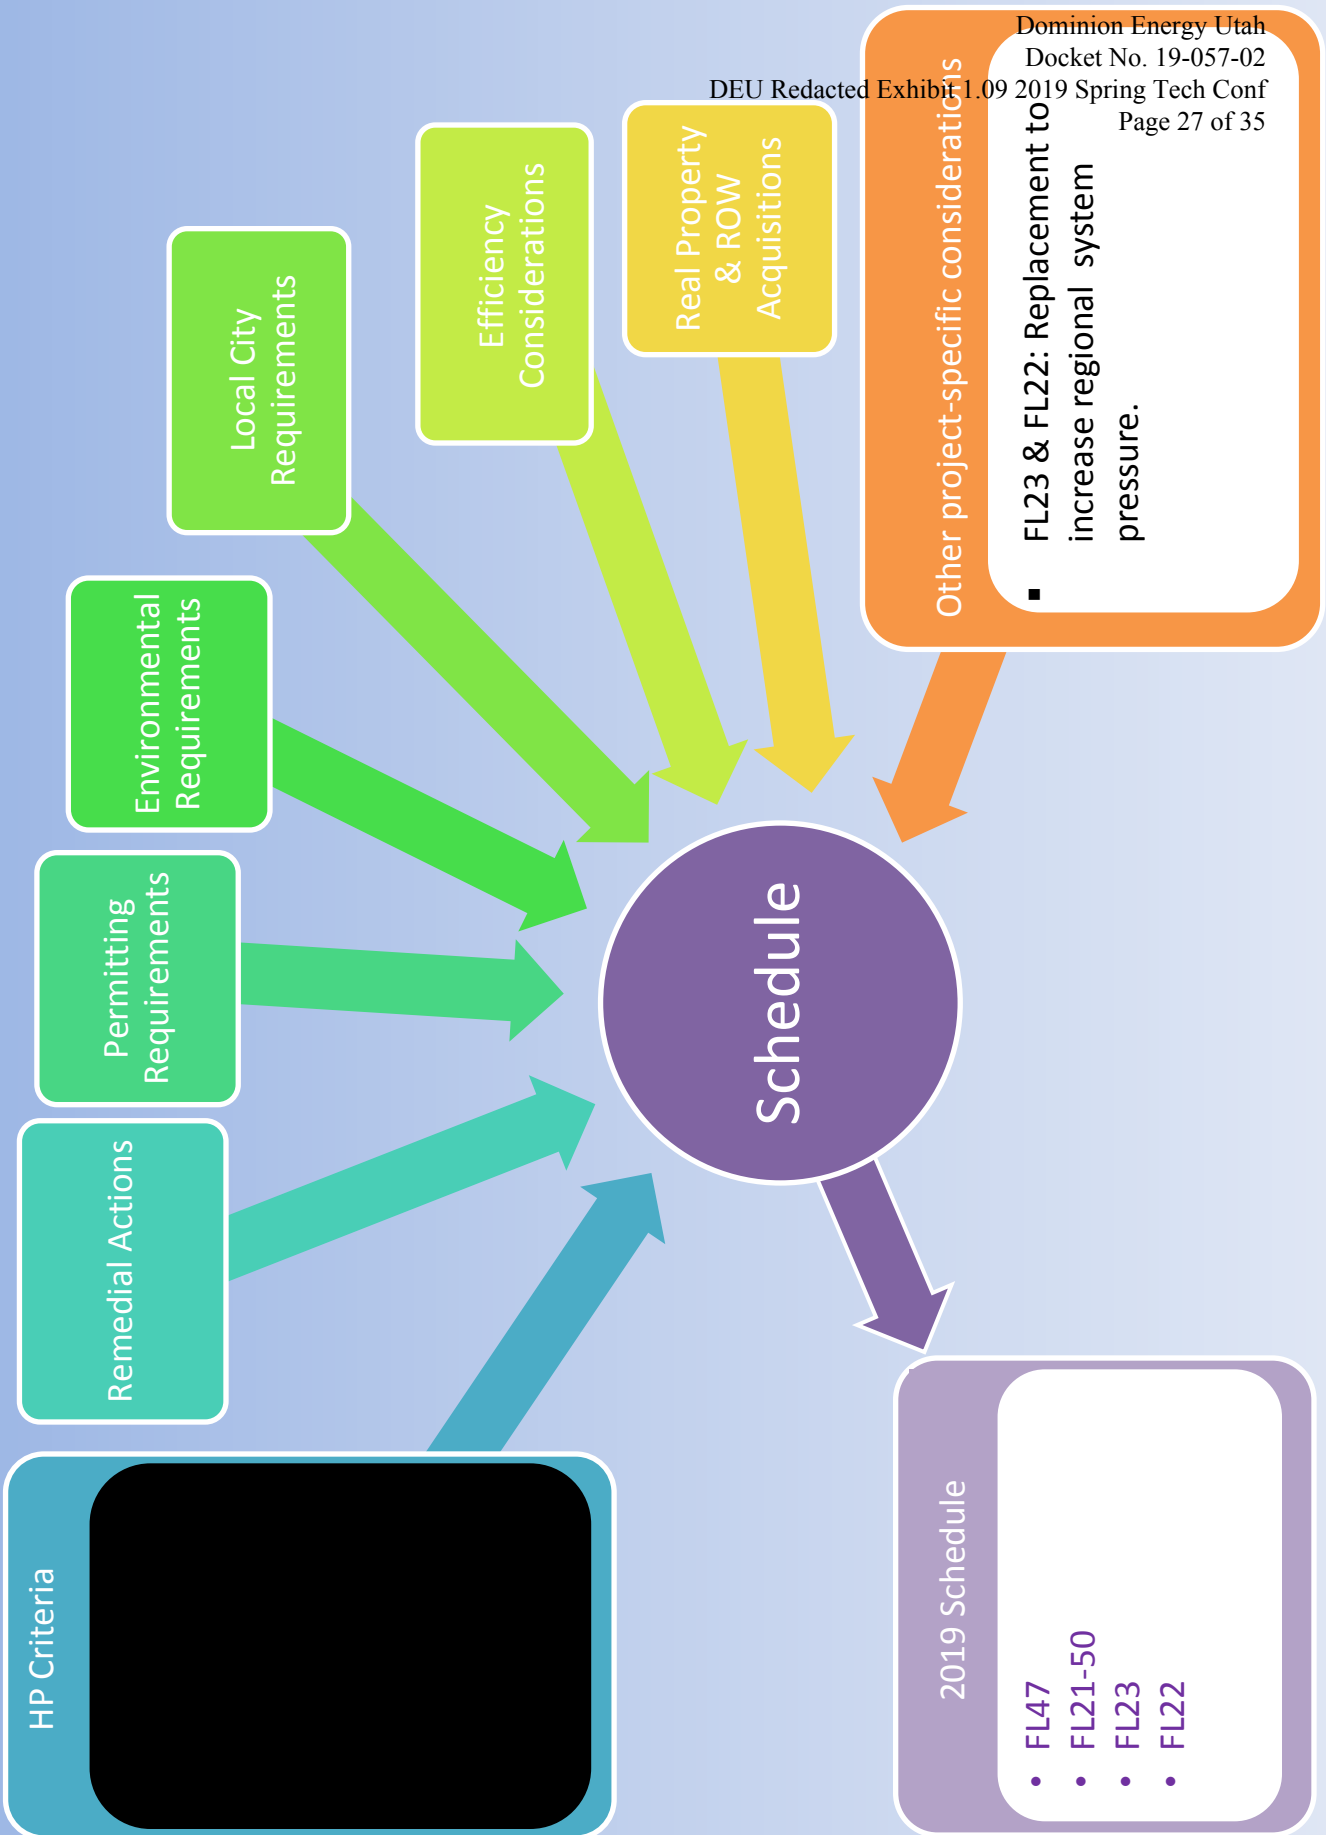 Dominion Energy Utah
Docket No. 19-057-02
DEU Redacted Exhibit 1.09 2019 Spring Tech Conf
Page 27 of 35
HP Criteria
Remedial Actions
Permitting
Requirements
Environmental
Requirements
Local City
Requirements
Efficiency
Considerations
Real Property
& ROW
Acquisitions
Other project-specific considerations
▪ FL23 & FL22: Replacement to
increase regional system
pressure.
Schedule
2019 Schedule
• FL47
• FL21-50
• FL23
• FL22